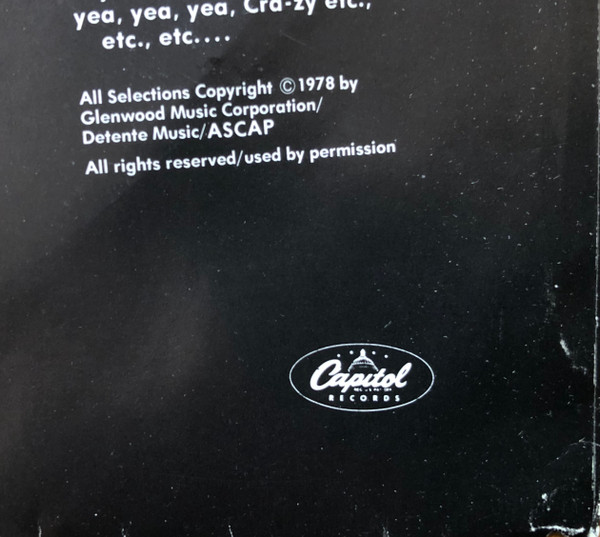 yea, yea, yea, Cra-zy etc.,
etc., etc....
All Selections Copyright ©1978 by
Glenwood Music Corporation/
Detente Music/ASCAP
All rights reserved/used by permission
Capitol
RECORDS